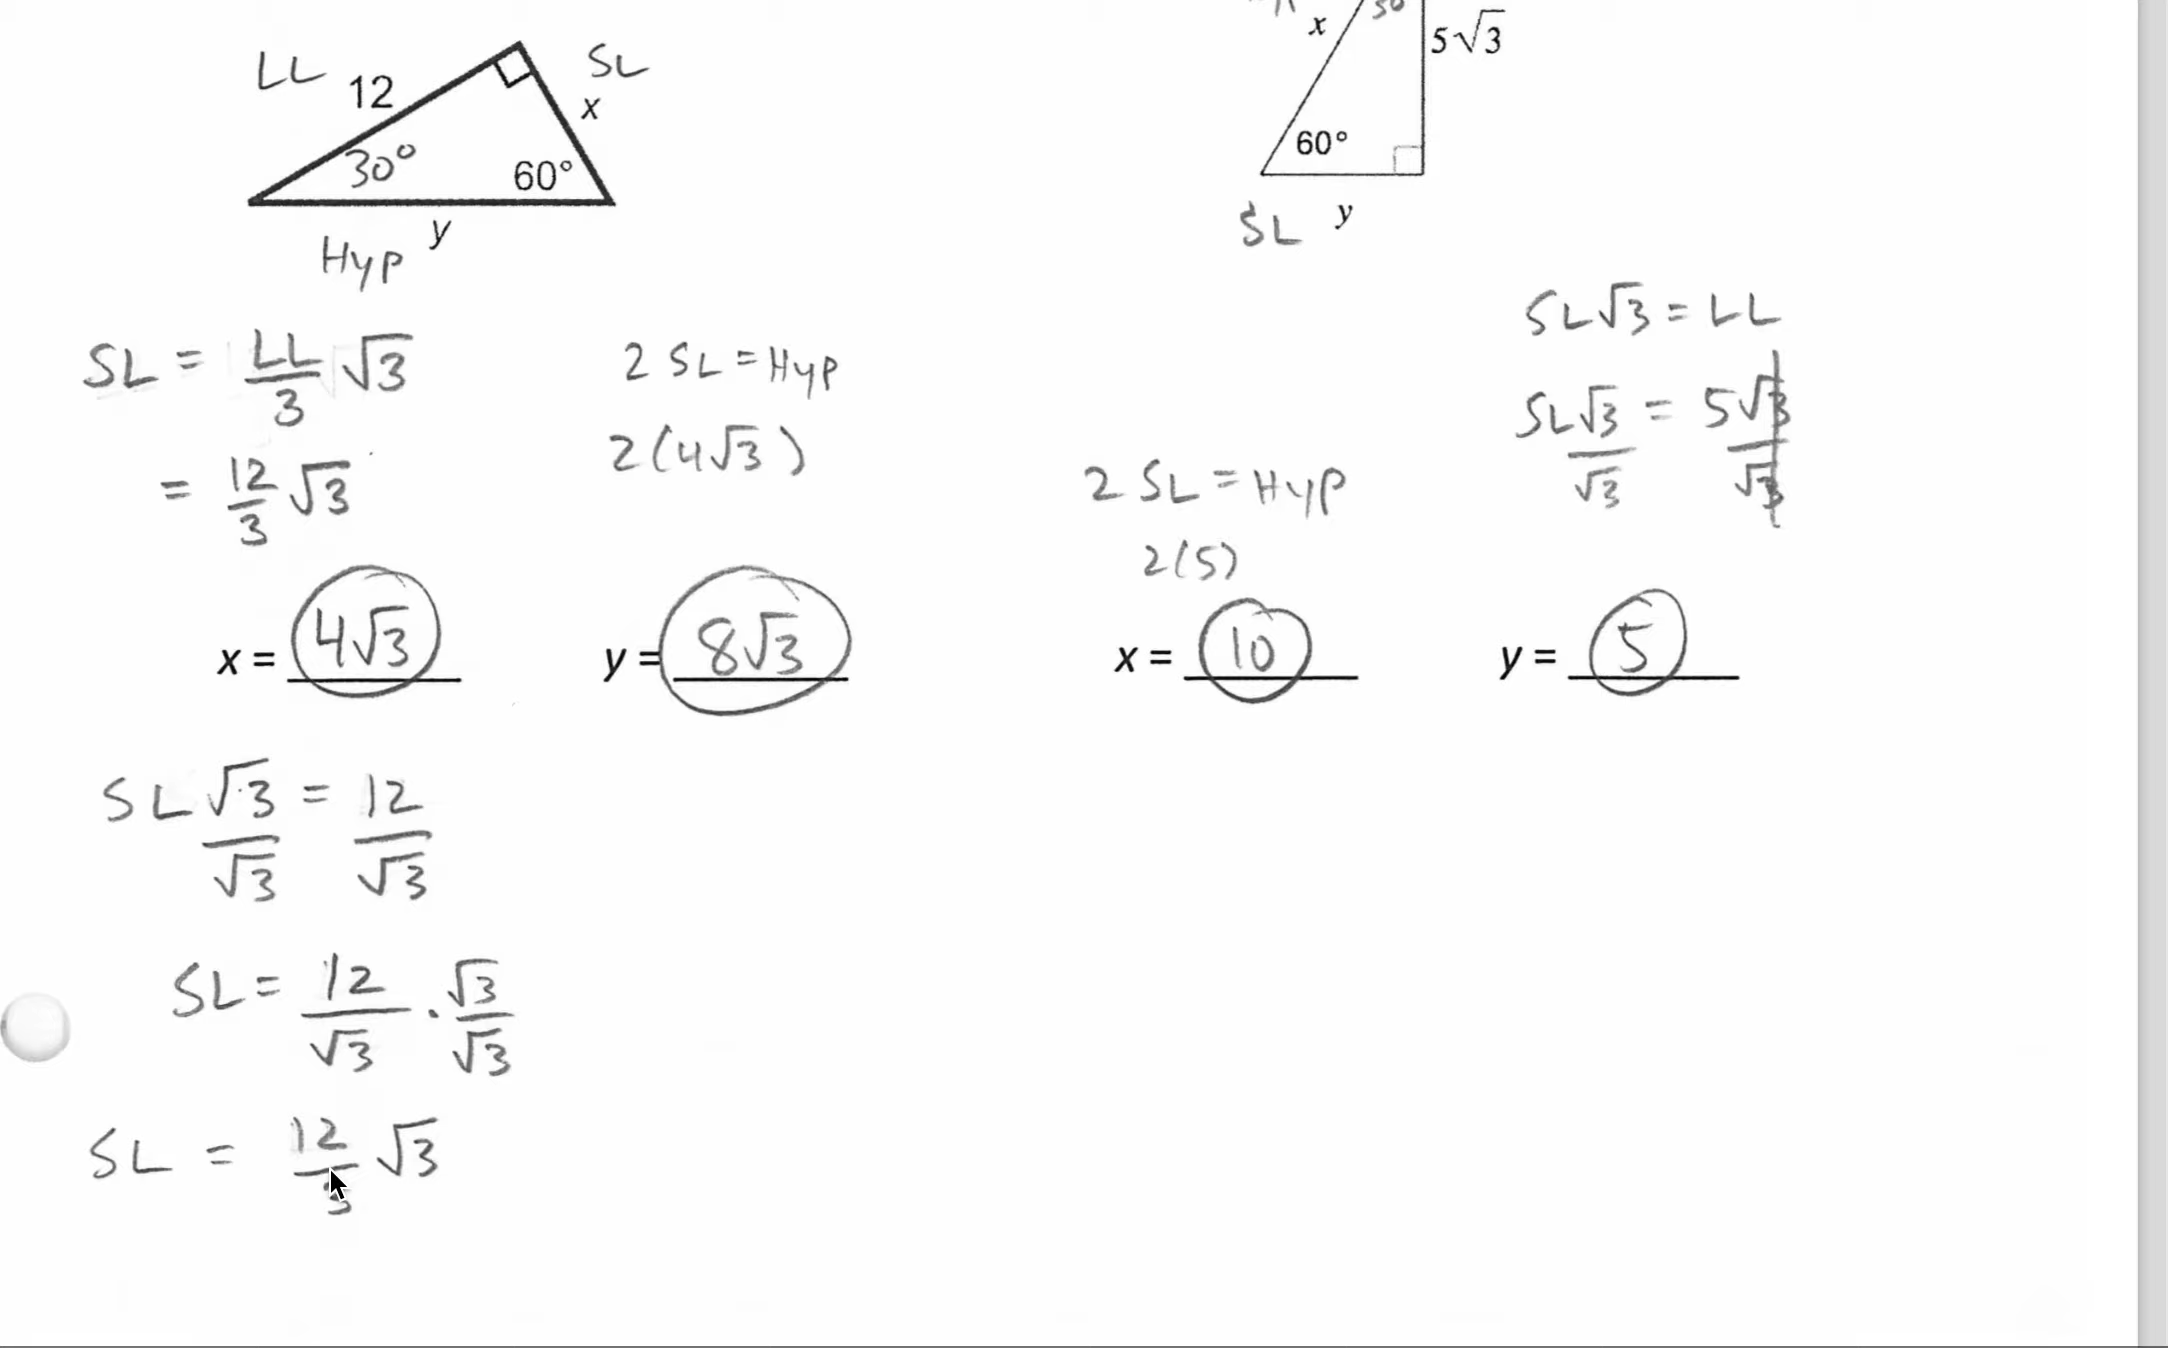 LL 12
SL
x
30°
60°
y
Hyp
x
5√3
60°
SL y
SL = LL/3 √3
= 12/3 √3
2 SL = Hyp
2(4√3)
x = 4√3
y = 8√3
SL√3 = LL
SL√3/√3 = 5√3/√3
2 SL = Hyp
2(5)
x = 10
y = 5
SL√3/√3 = 12/√3
SL = 12/√3 · √3/√3
SL = 12/3 √3